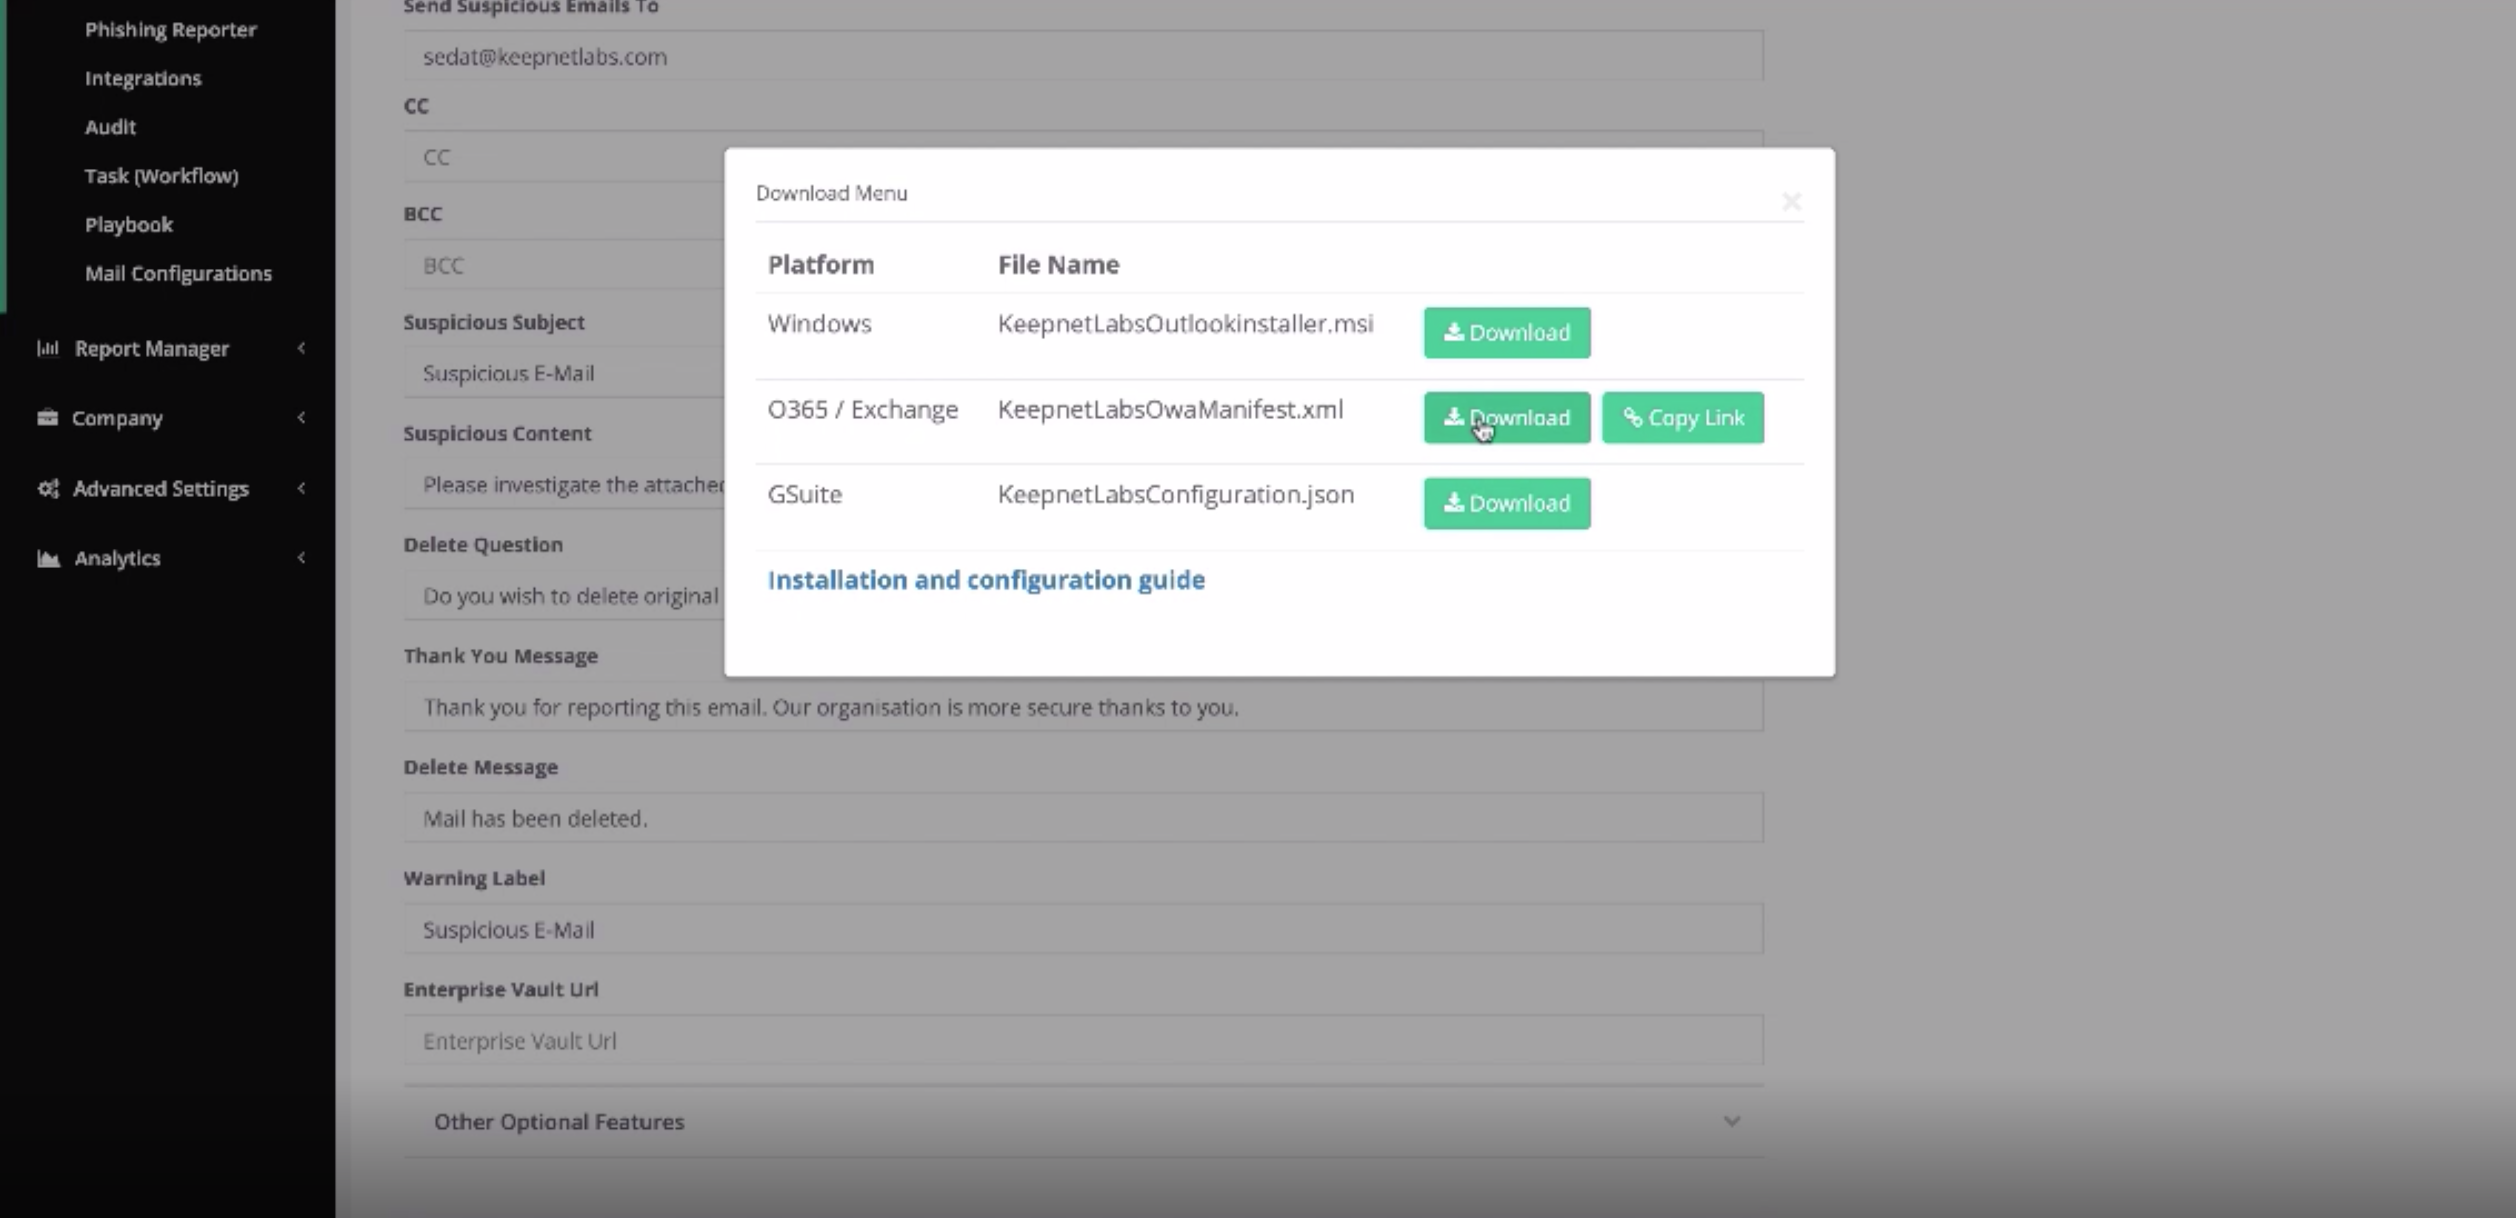 Phishing Reporter
Integrations
Audit
Task (Workflow)
Playbook
Mail Configurations
Report Manager
Company
Advanced Settings
Analytics
Send Suspicious Emails To
sedat@keepnetlabs.com
CC
CC
BCC
BCC
Suspicious Subject
Suspicious E-Mail
Suspicious Content
Please investigate the attached
Delete Question
Do you wish to delete original
Thank You Message
Thank you for reporting this email. Our organisation is more secure thanks to you.
Delete Message
Mail has been deleted.
Warning Label
Suspicious E-Mail
Enterprise Vault Url
Enterprise Vault Url
Other Optional Features
Download Menu
Platform File Name
Windows KeepnetLabsOutlookinstaller.msi Download
O365 / Exchange KeepnetLabsOwaManifest.xml Download Copy Link
GSuite KeepnetLabsConfiguration.json Download
Installation and configuration guide